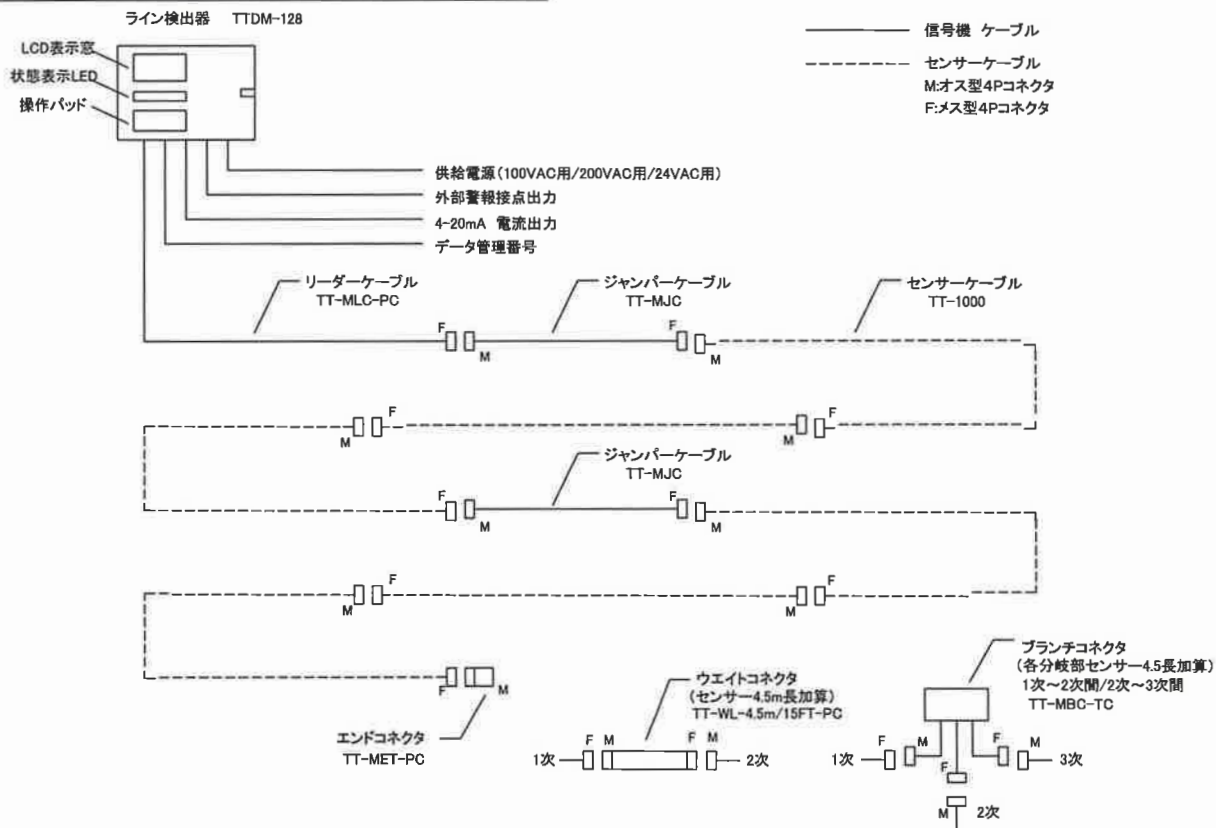 ライン検出器 TTDM-128
LCD表示窓
状態表示LED
操作パッド
信号機 ケーブル
センサーケーブル
M:オス型4Pコネクタ
F:メス型4Pコネクタ
供給電源(100VAC用/200VAC用/24VAC用)
外部警報接点出力
4-20mA 電流出力
データ管理番号
リーダーケーブル
TT-MLC-PC
ジャンパーケーブル
TT-MJC
センサーケーブル
TT-1000
F
M
F
M
M
F
M
F
ジャンパーケーブル
TT-MJC
F
M
F
M
M
F
M
F
F
M
エンドコネクタ
TT-MET-PC
ウエイトコネクタ
(センサー4.5m長加算)
TT-WL-4.5m/15FT-PC
1次
F
M
F
M
2次
ブランチコネクタ
(各分岐部センサー4.5長加算)
1次~2次間/2次~3次間
TT-MBC-TC
1次
F
M
F
M
3次
F
M
2次